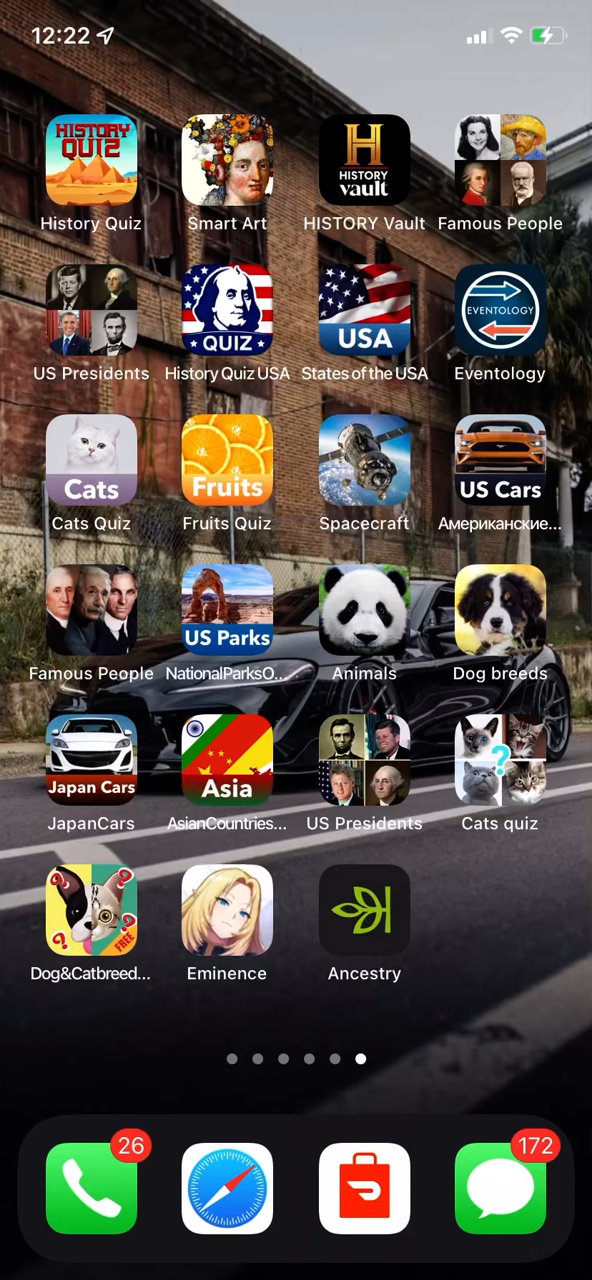 12:22
HISTORY
QUIZ
H
HISTORY
vault
History Quiz
Smart Art
HISTORY Vault
Famous People
QUIZ
USA
EVENTOLOGY
US Presidents
History Quiz USA
States of the USA
Eventology
Cats
Fruits
US Cars
Cats Quiz
Fruits Quiz
Spacecraft
Американские...
US Parks
Famous People
NationalParksO...
Animals
Dog breeds
Japan Cars
Asia
?
JapanCars
AsianCountries...
US Presidents
Cats quiz
?
?
?
?
FREE
Dog&Catbreed...
Eminence
Ancestry
26
172